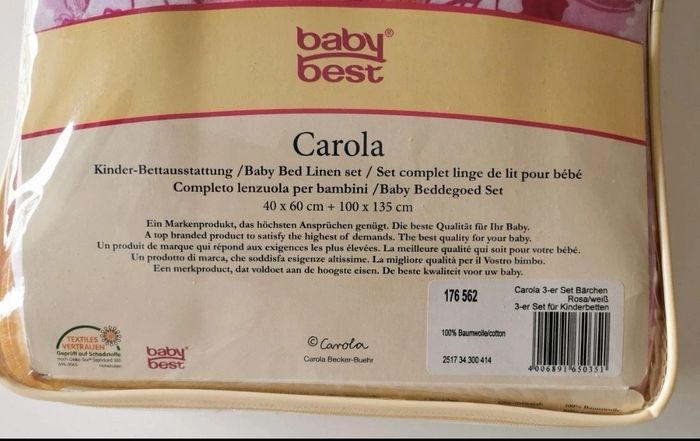 baby®
best
Carola
Kinder-Bettausstattung /Baby Bed Linen set / Set complet linge de lit pour bébé
Completo lenzuola per bambini /Baby Beddegoed Set
40 x 60 cm + 100 x 135 cm
Ein Markenprodukt, das höchsten Ansprüchen genügt. Die beste Qualität für Ihr Baby.
A top branded product to satisfy the highest of demands. The best quality for your baby.
Un produit de marque qui répond aux exigences les plus élevées. La meilleure qualité qui soit pour votre bébé.
Un prodotto di marca, che soddisfa esigenze altissime. La migliore qualità per il Vostro bimbo.
Een merkproduct, dat voldoet aan de hoogste eisen. De beste kwaliteit voor uw baby.
176 562
100% Baumwolle/cotton
2517 34 300 414
Carola 3-er Set Bärchen
Rosa/weiß
3-er Set für Kinderbetten
4006891650351
TEXTILES
VERTRAUEN
Geprüft auf Schadstoffe
nach Oeko-Tex® Standard 100
Hohenstein
baby
best
© Carola
Carola Becker-Buehr